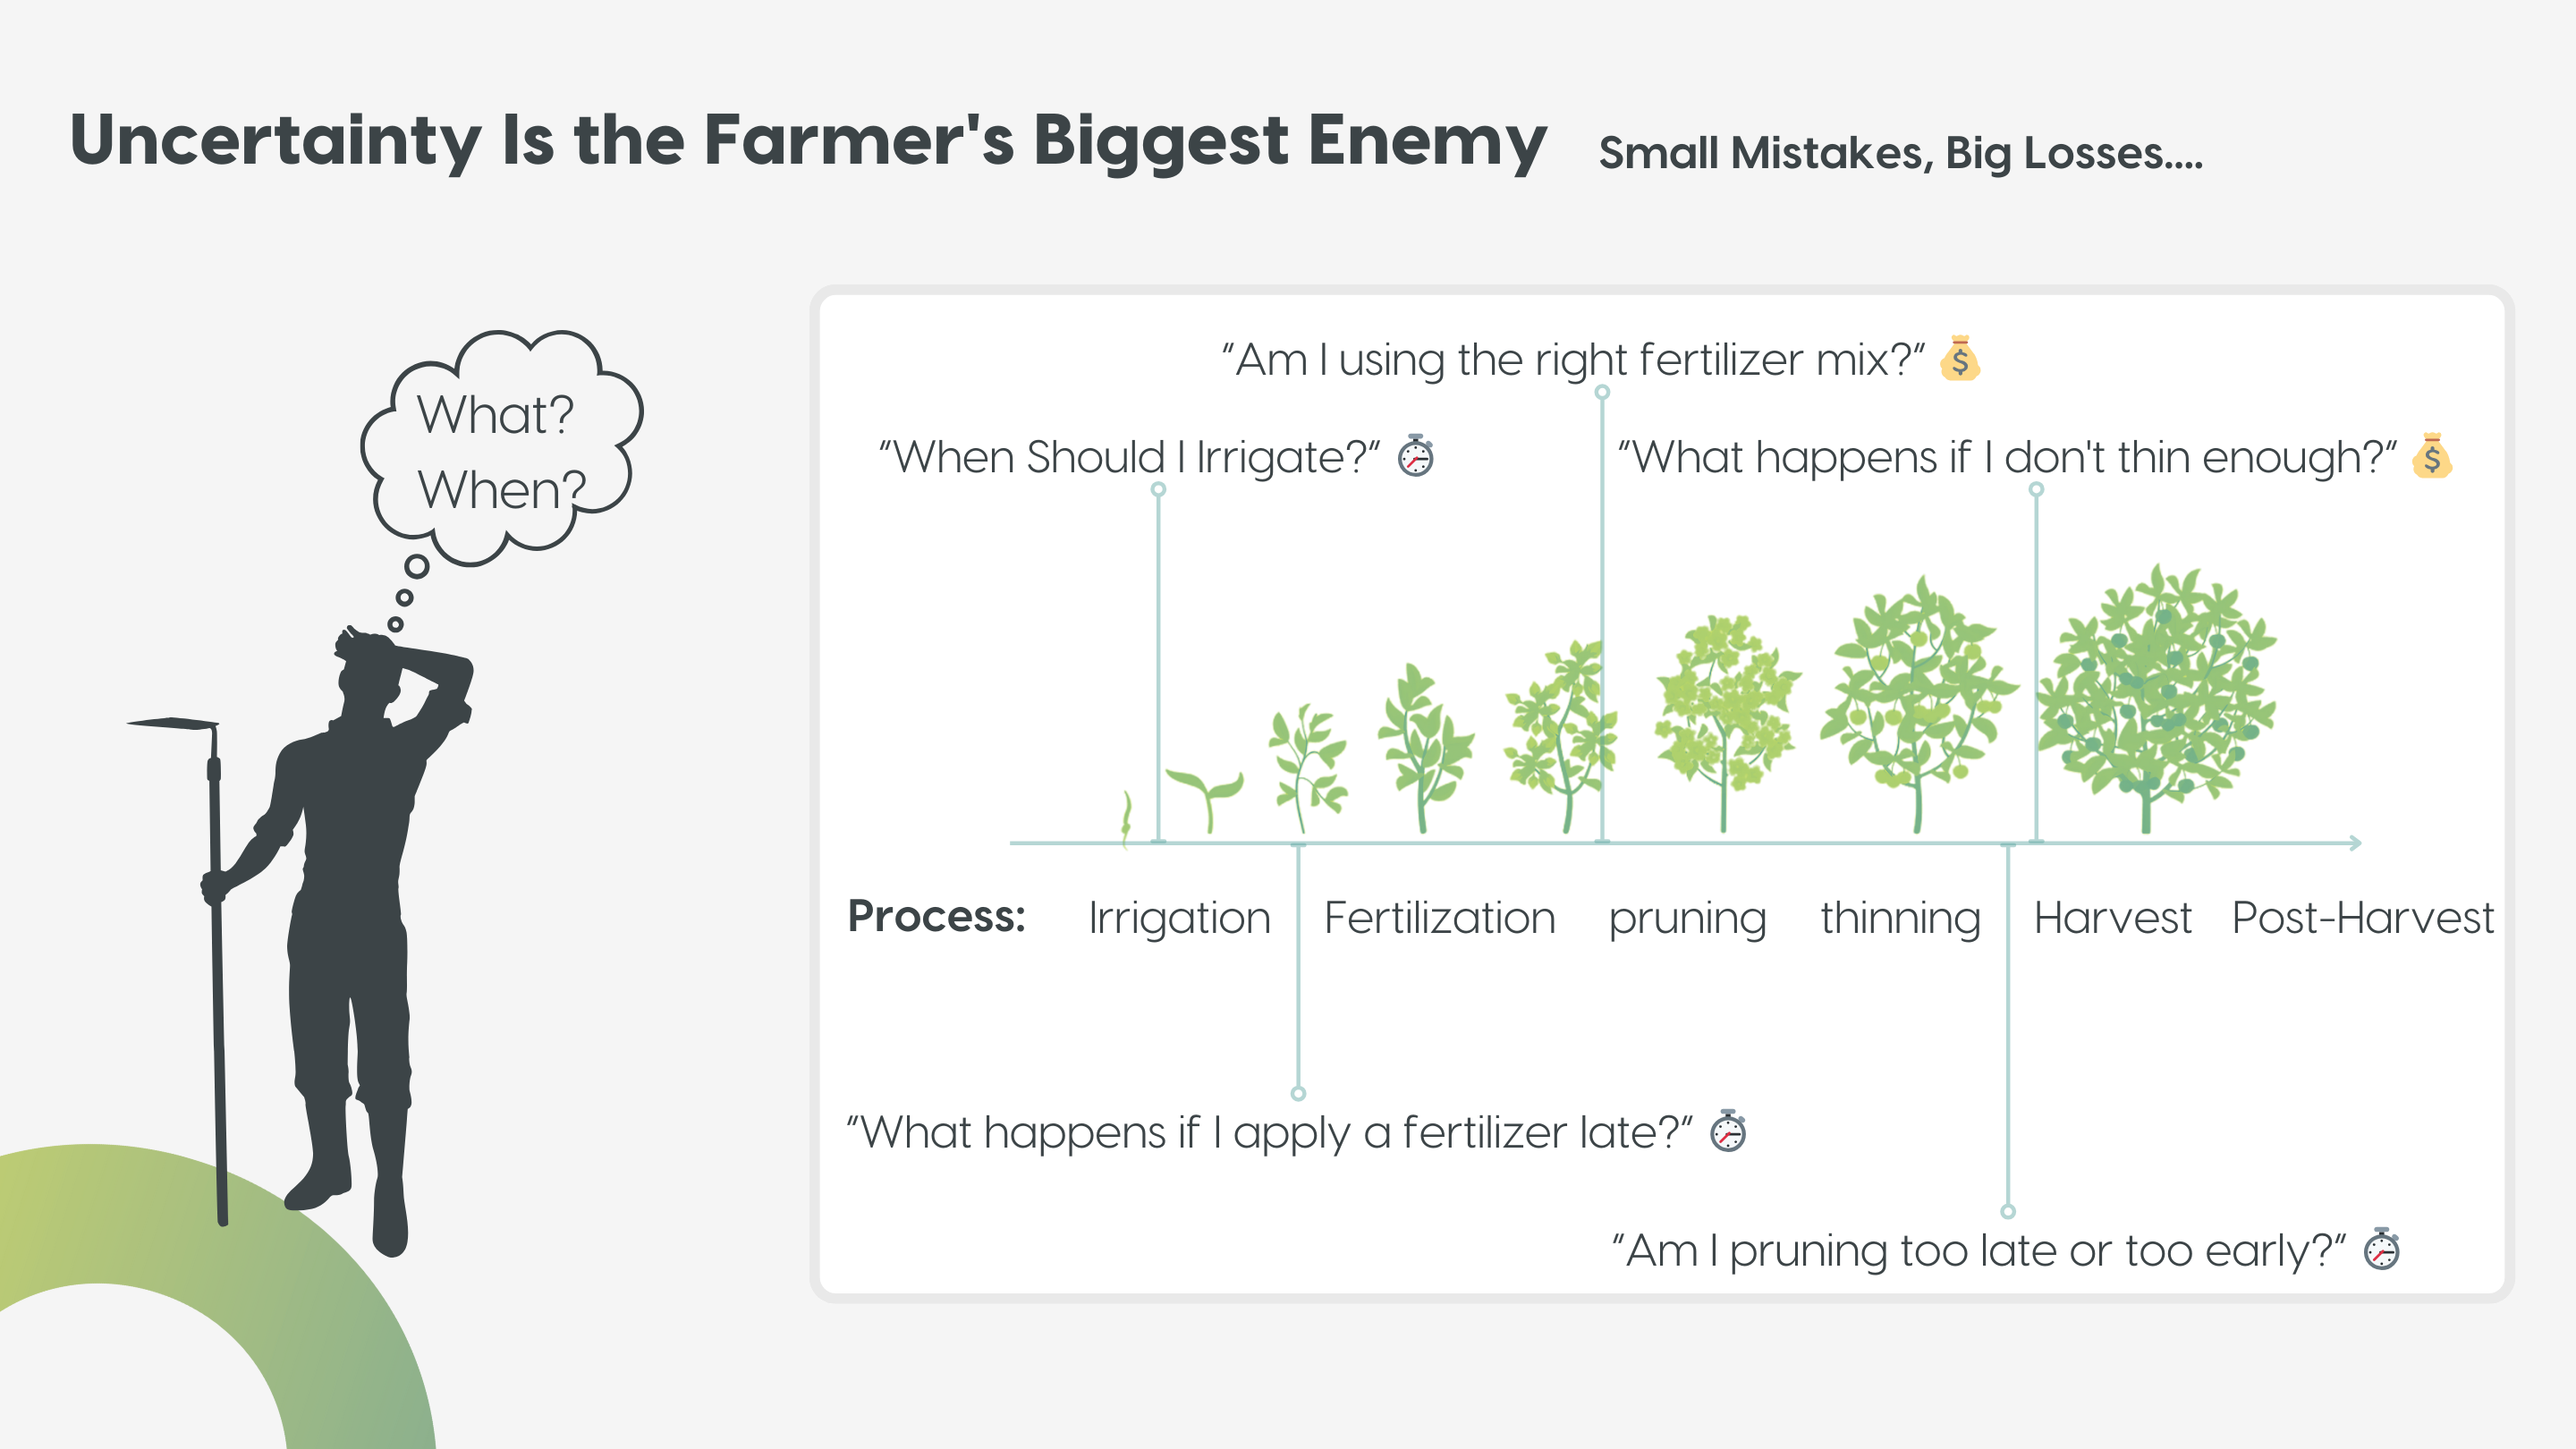 Uncertainty Is the Farmer's Biggest Enemy
Small Mistakes, Big Losses....
What?
When?
"Am I using the right fertilizer mix?"
"When Should I Irrigate?"
"What happens if I don't thin enough?"
Process: Irrigation Fertilization pruning thinning Harvest Post-Harvest
"What happens if I apply a fertilizer late?"
"Am I pruning too late or too early?"